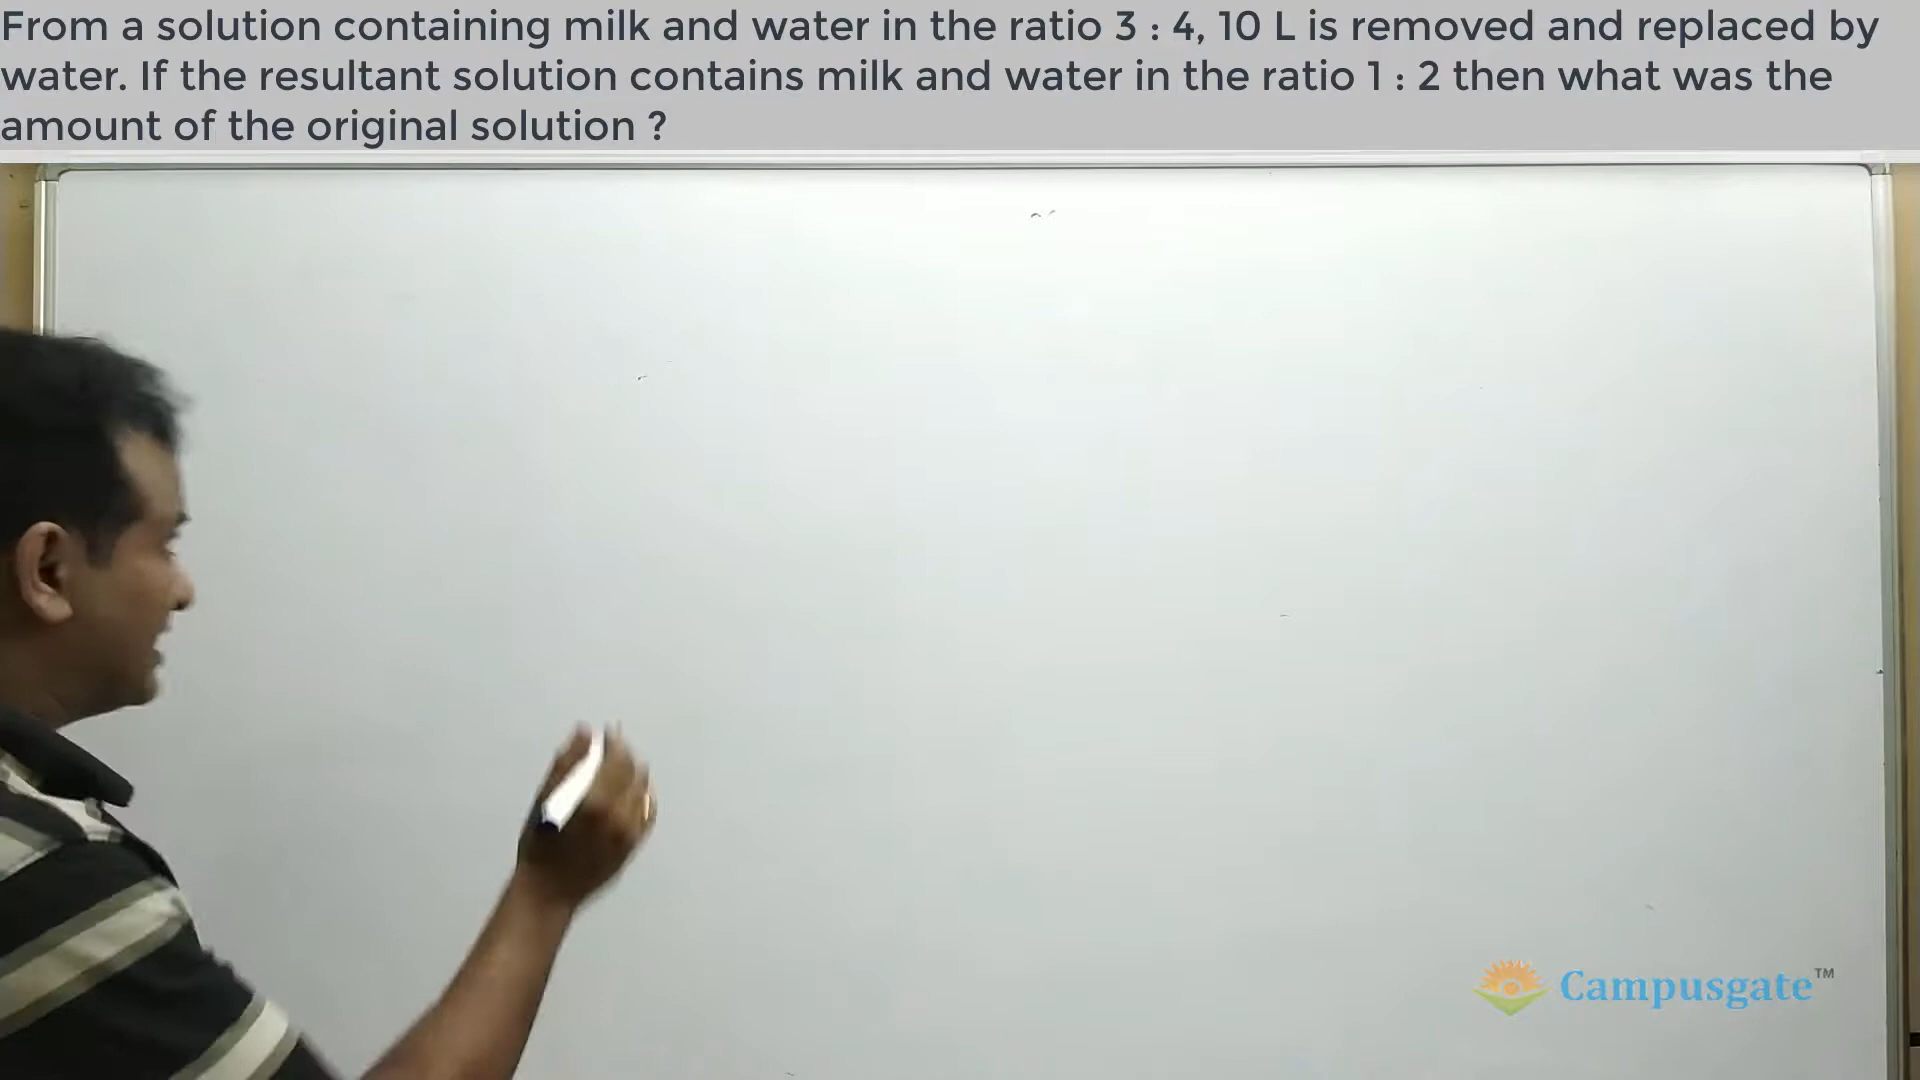 From a solution containing milk and water in the ratio 3 : 4, 10 L is removed and replaced by
water. If the resultant solution contains milk and water in the ratio 1 : 2 then what was the
amount of the original solution ?
Campusgate™